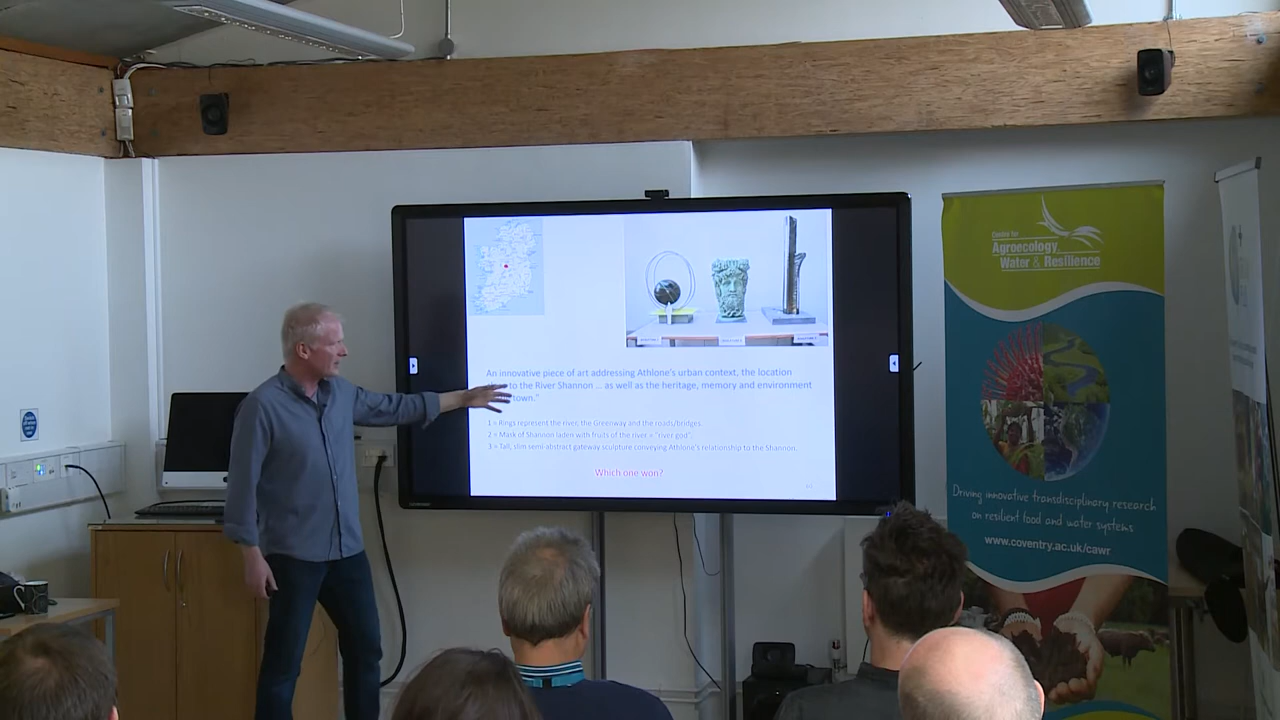 An innovative piece of art addressing Athlone's urban context, the location
to the River Shannon ... as well as the heritage, memory and environment
town."
1 = Rings represent the river, the Greenway and the roads/bridges.
2 = Mask of Shannon laden with fruits of the river = "river god".
3 = Tall, slim semi-abstract gateway sculpture conveying Athlone's relationship to the Shannon.
Which one won?
Centre for
Agroecology,
Water & Resilience
Driving innovative transdisciplinary research
on resilient food and water systems
www.coventry.ac.uk/cawr